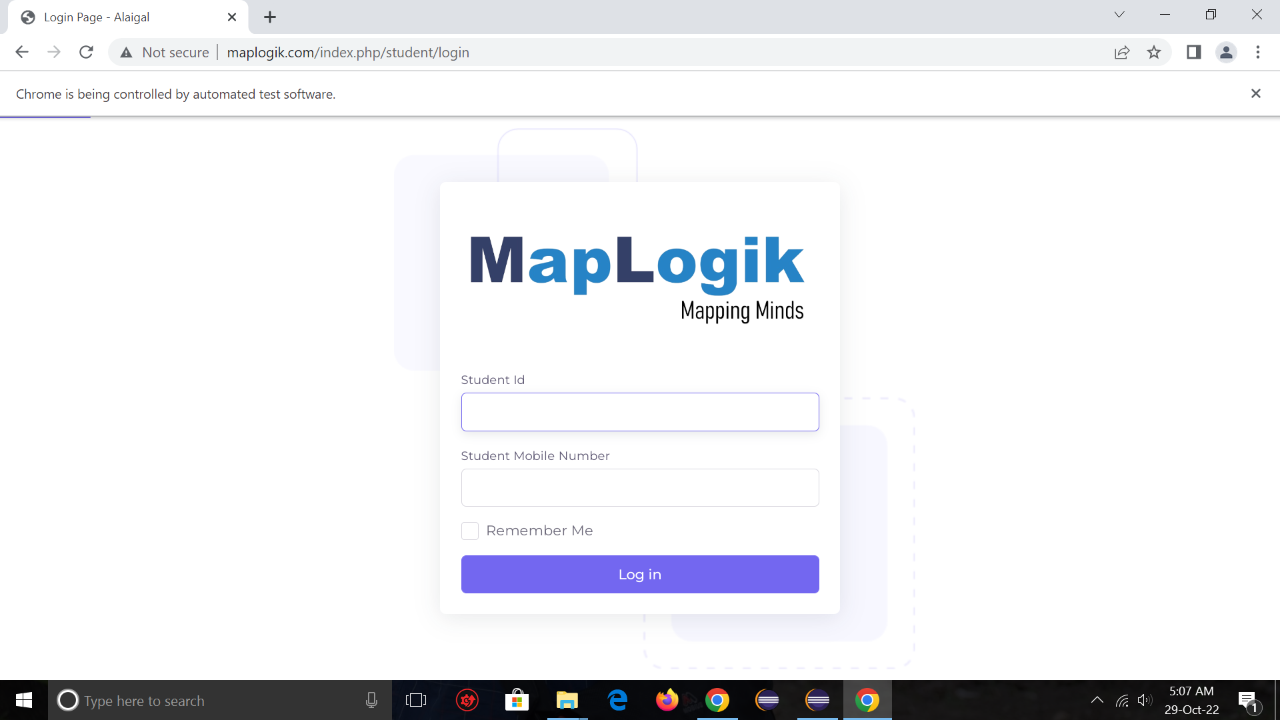 Login Page - Alaigal
Not secure
maplogik.com/index.php/student/login
Chrome is being controlled by automated test software.
MapLogik
Mapping Minds
Student Id
Student Mobile Number
Remember Me
Log in
Type here to search
5:07 AM
29-Oct-22
1